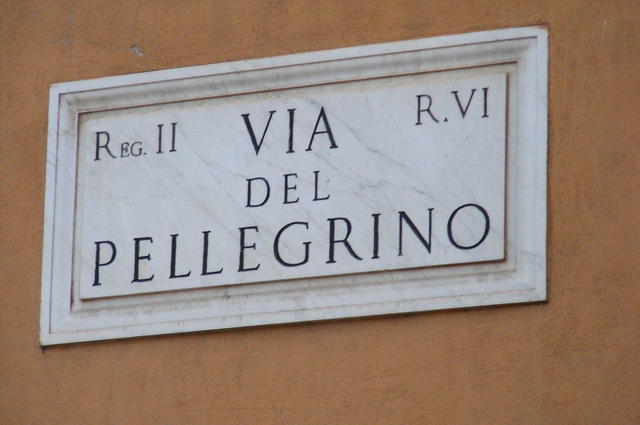 REG. II VIA R. VI
DEL
PELLEGRINO